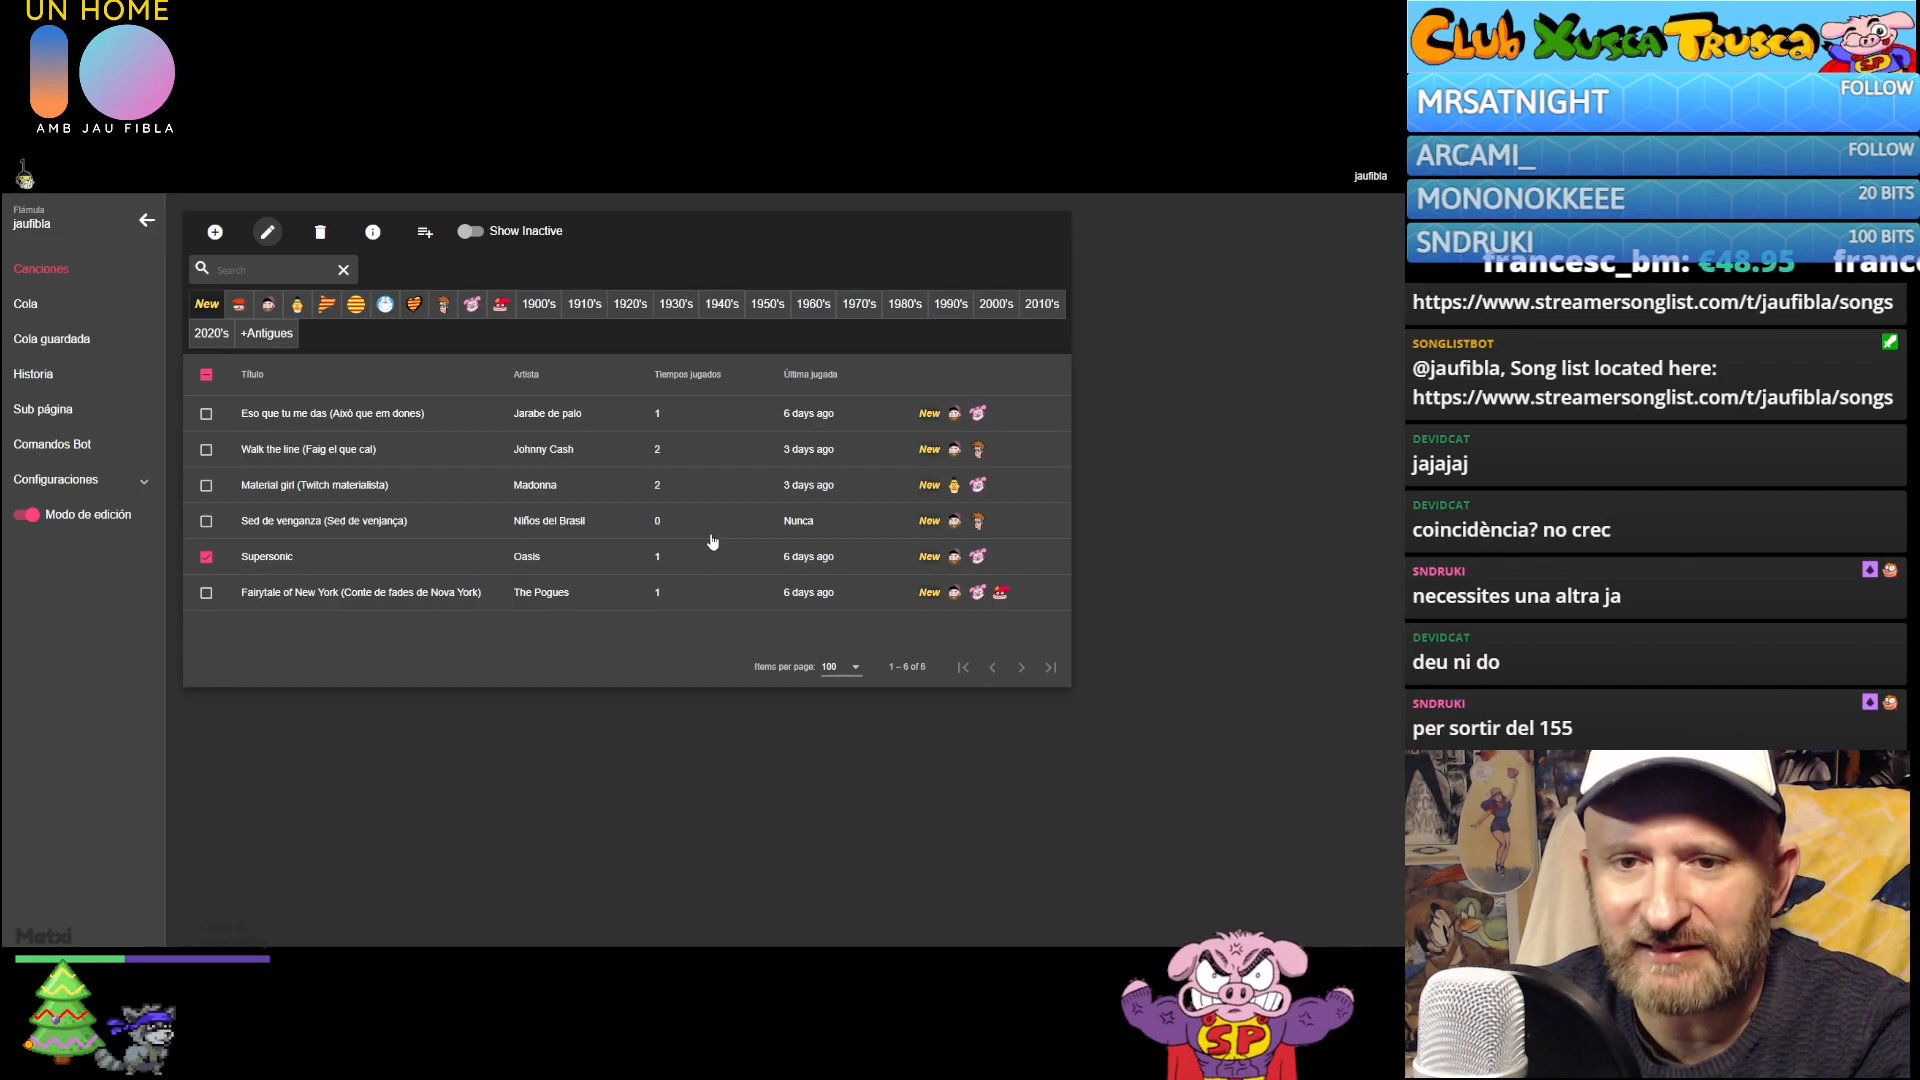 UN HOME
AMB JAU FIBLA
jaufibla
Flámula
jaufibla
Canciones
Cola
Cola guardada
Historia
Sub página
Comandos Bot
Configuraciones
Modo de edición
Matxi
Show Inactive
Search
New 1900's 1910's 1920's 1930's 1940's 1950's 1960's 1970's 1980's 1990's 2000's 2010's
2020's +Antigues
Título Artista Tiempos jugados Última jugada
Eso que tu me das (Això que em dones) Jarabe de palo 1 6 days ago New
Walk the line (Faig el que cal) Johnny Cash 2 3 days ago New
Material girl (Twitch materialista) Madonna 2 3 days ago New
Sed de venganza (Sed de venjança) Niños del Brasil 0 Nunca New
Supersonic Oasis 1 6 days ago New
Fairytale of New York (Conte de fades de Nova York) The Pogues 1 6 days ago New
Items per page: 100 1 – 6 of 6
SP
Club Xusca Trusca
SP
MRSATNIGHT FOLLOW
ARCAMI_ FOLLOW
MONONOKKEEE 20 BITS
SNDRUKI 100 BITS
francesc_bm: €48.95 franc
https://www.streamersonglist.com/t/jaufibla/songs
SONGLISTBOT
@jaufibla, Song list located here:
https://www.streamersonglist.com/t/jaufibla/songs
DEVIDCAT
jajajaj
DEVIDCAT
coincidència? no crec
SNDRUKI
necessites una altra ja
DEVIDCAT
deu ni do
SNDRUKI
per sortir del 155